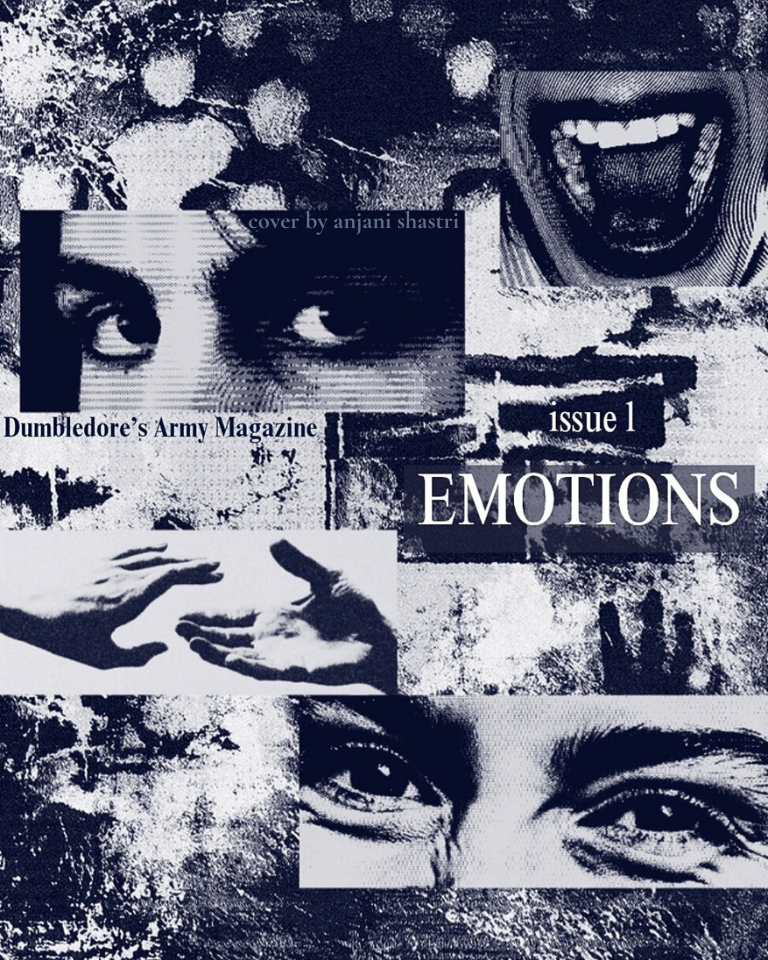 cover by anjani shastri
Dumbledore's Army Magazine
issue 1
EMOTIONS